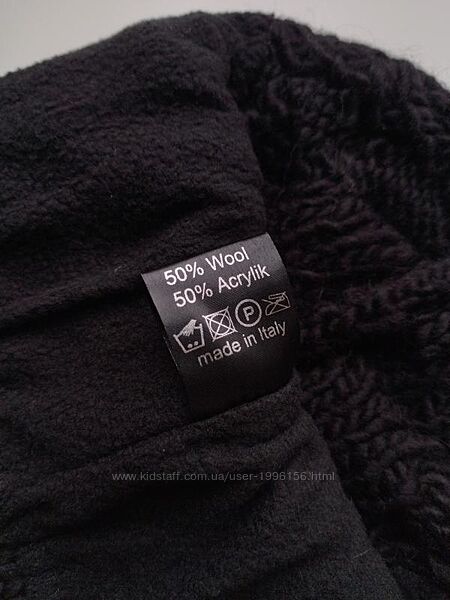 50% Wool
50% Acrylik
P
made in Italy
www.kidstaff.com.ua/user-1996156.html